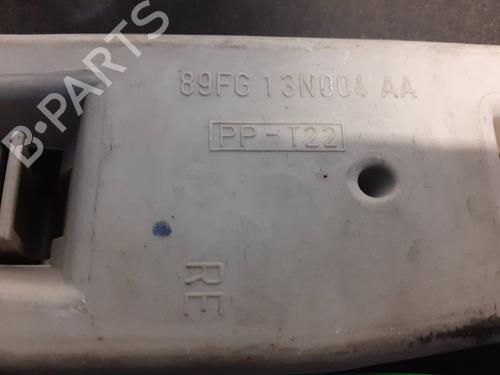 89FG 13N004 AA
PP-T22
RE
B-PARTS